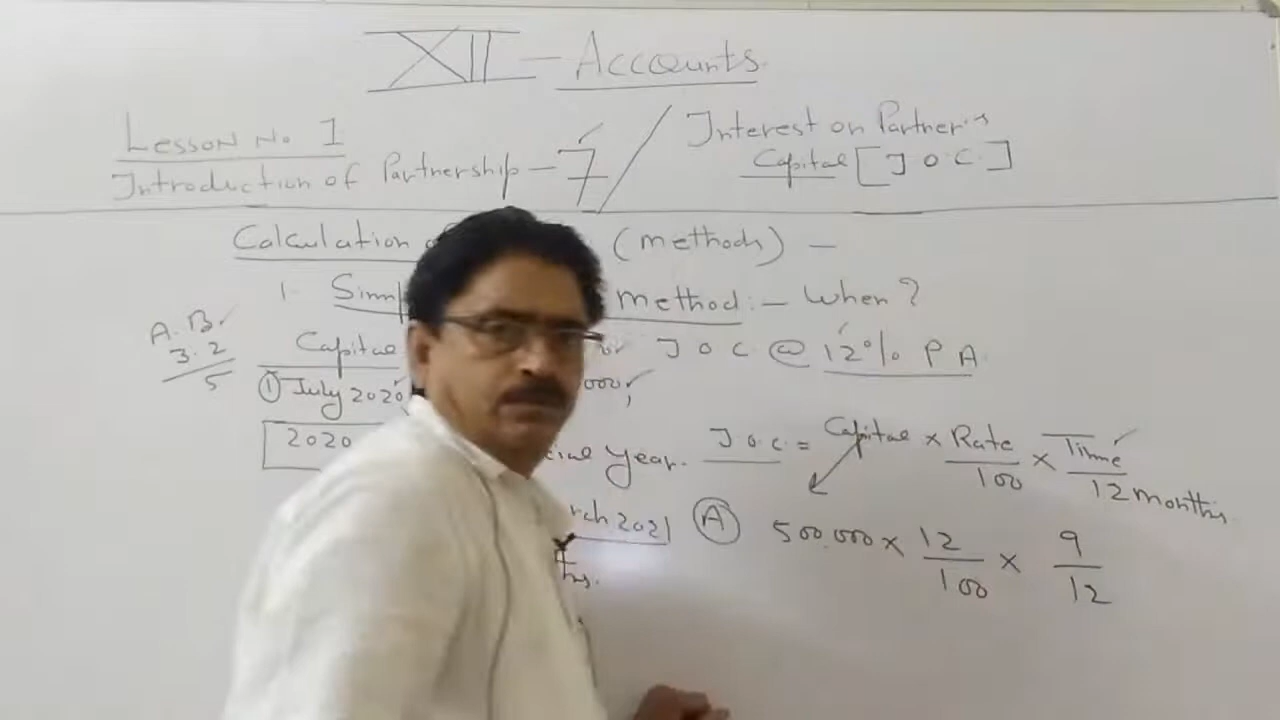 XII - Accounts
Lesson No. 1
Introduction of Partnership - 7 / Interest on Partner's
Capital [I O C.]
Calculation (methods) -
1. Simp method :- When?
A. B
3. 2
5
Capital I O C @ 12% P A
① July 2020 000,
2020 year.
I O C = Capital × Rate/100 × Time/12 months
rch 2021
Ⓐ 500,000 × 12/100 × 9/12
ths.